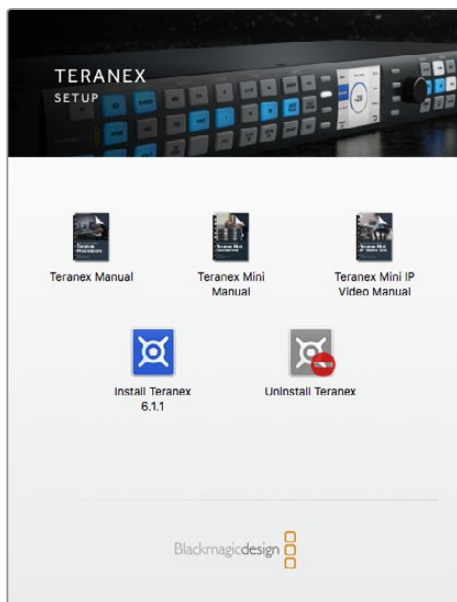 TERANEX
SETUP
Teranex Manual
Teranex Mini
Manual
Teranex Mini IP
Video Manual
Install Teranex
6.1.1
Uninstall Teranex
Blackmagicdesign